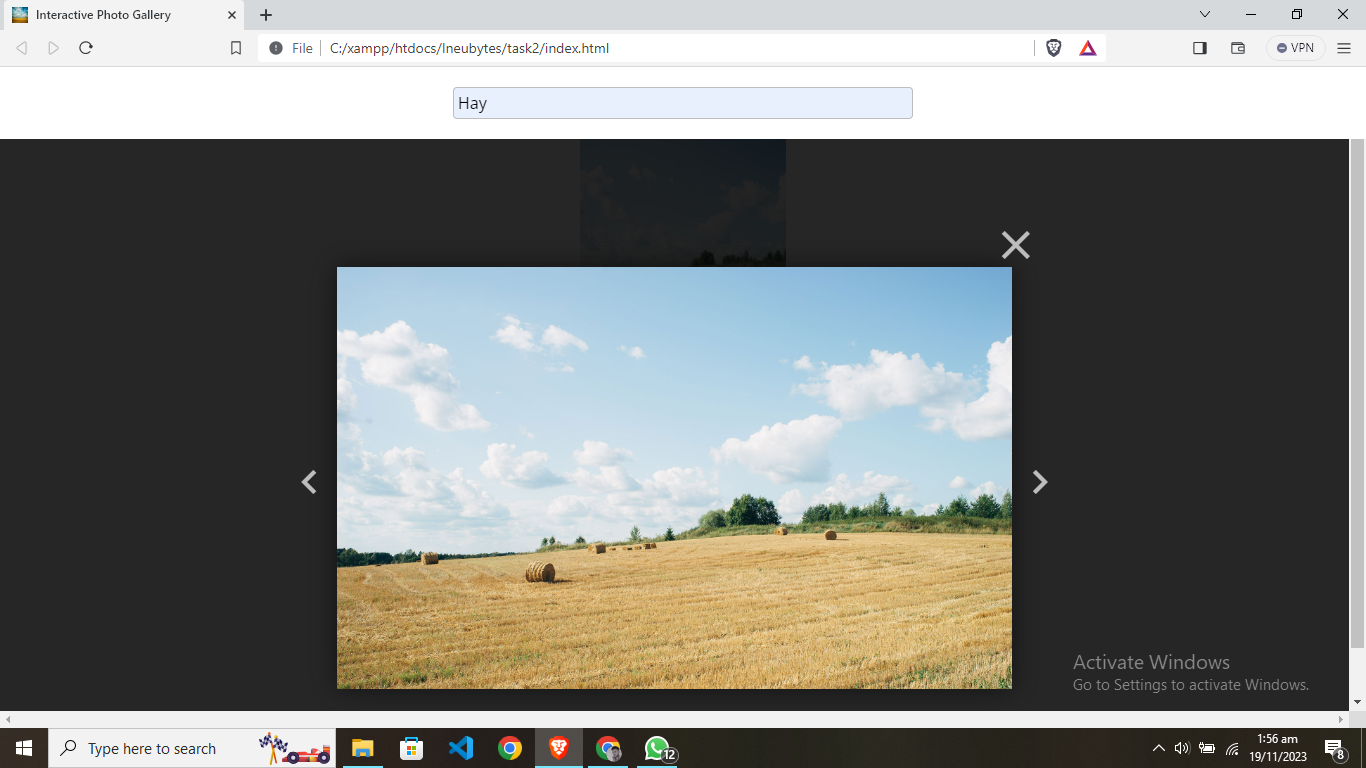 Interactive Photo Gallery
File
C:/xampp/htdocs/Ineubytes/task2/index.html
VPN
Hay
Activate Windows
Go to Settings to activate Windows.
Type here to search
12
1:56 am
19/11/2023
8